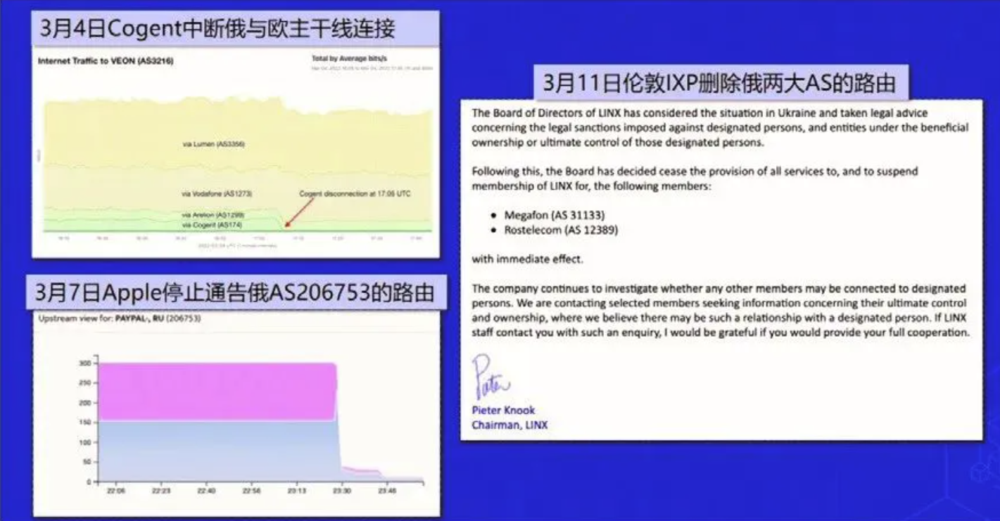 3月4日Cogent中断俄与欧主干线连接
Internet Traffic to VEON (AS3216)
Total by Average bits/s
via Lumen (AS3356)
via Vodafone (AS1273)
Cogent disconnection at 17:05 UTC
via Arelion (AS1299)
via Cogent (AS174)
3月7日Apple停止通告俄AS206753的路由
Upstream view for: PAYPAL-, RU (206753)
300
250
200
150
100
50
0
22:06 22:23 22:40 22:56 23:13 23:30 23:46
3月11日伦敦IXP删除俄两大AS的路由
The Board of Directors of LINX has considered the situation in Ukraine and taken legal advice
concerning the legal sanctions imposed against designated persons, and entities under the beneficial
ownership or ultimate control of those designated persons.
Following this, the Board has decided cease the provision of all services to, and to suspend
membership of LINX for, the following members:
• Megafon (AS 31133)
• Rostelecom (AS 12389)
with immediate effect.
The company continues to investigate whether any other members may be connected to designated
persons. We are contacting selected members seeking information concerning their ultimate control
and ownership, where we believe there may be such a relationship with a designated person. If LINX
staff contact you with such an enquiry, I would be grateful if you would provide your full cooperation.
Pieter
Pieter Knook
Chairman, LINX